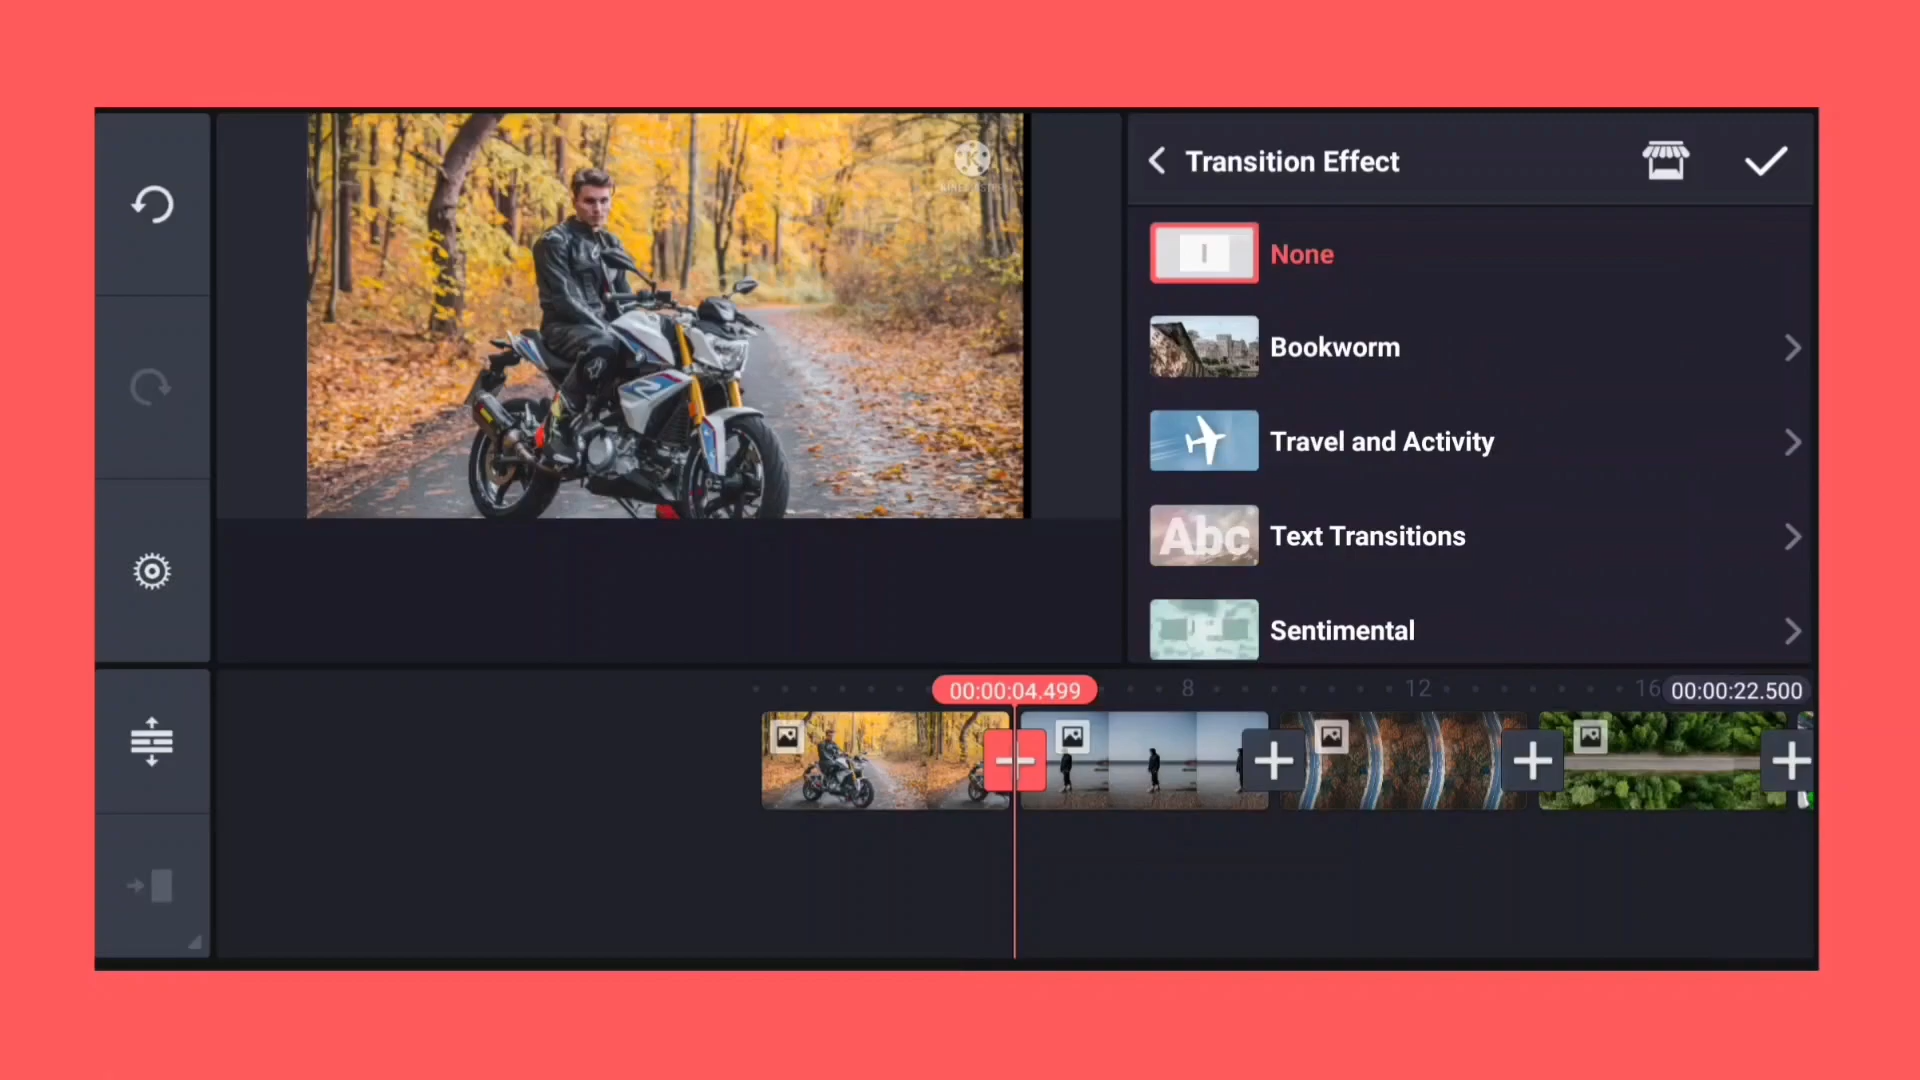 Transition Effect
None
Bookworm
Travel and Activity
Abc
Text Transitions
Sentimental
00:00:04.499
8
12
16
00:00:22.500
K
KINEMASTER